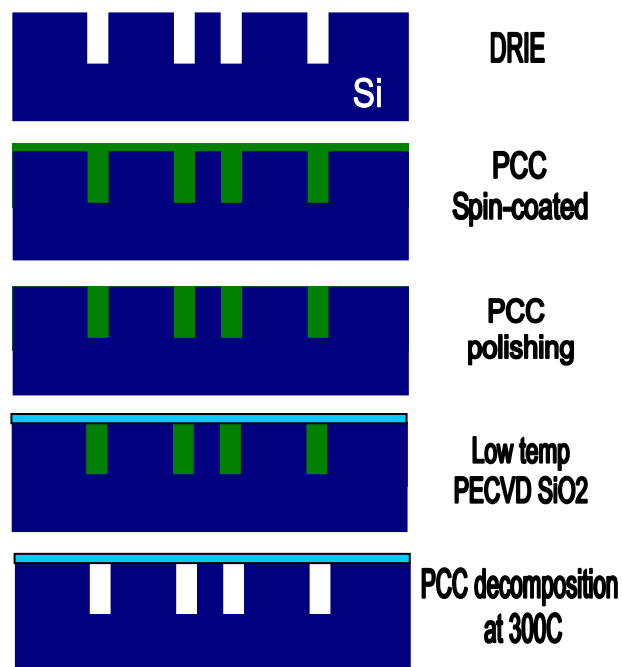 DRIE
Si
PCC
Spin-coated
PCC
polishing
Low temp
PECVD SiO2
PCC decomposition
at 300C